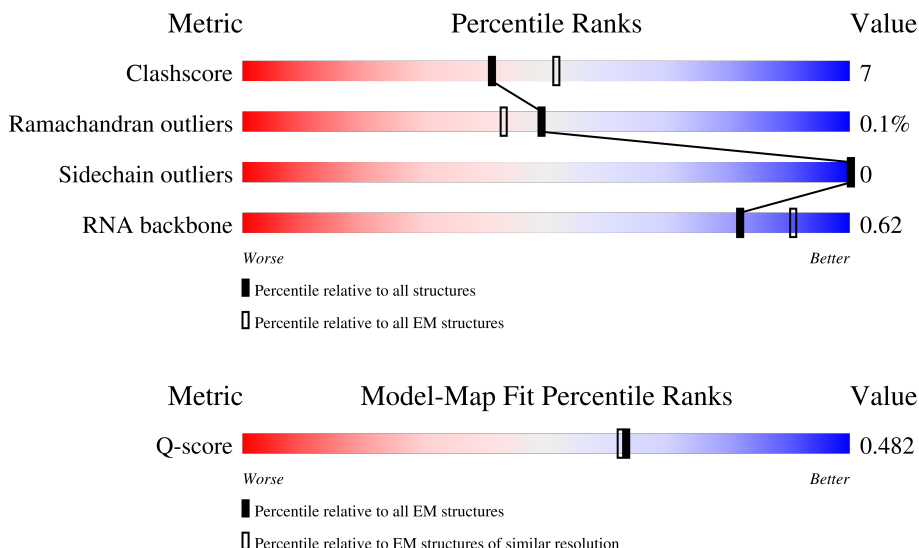 Metric Percentile Ranks Value
Clashscore 7
Ramachandran outliers 0.1%
Sidechain outliers 0
RNA backbone 0.62
Worse Better
Percentile relative to all structures
Percentile relative to all EM structures
Metric Model-Map Fit Percentile Ranks Value
Q-score 0.482
Worse Better
Percentile relative to all EM structures
Percentile relative to EM structures of similar resolution